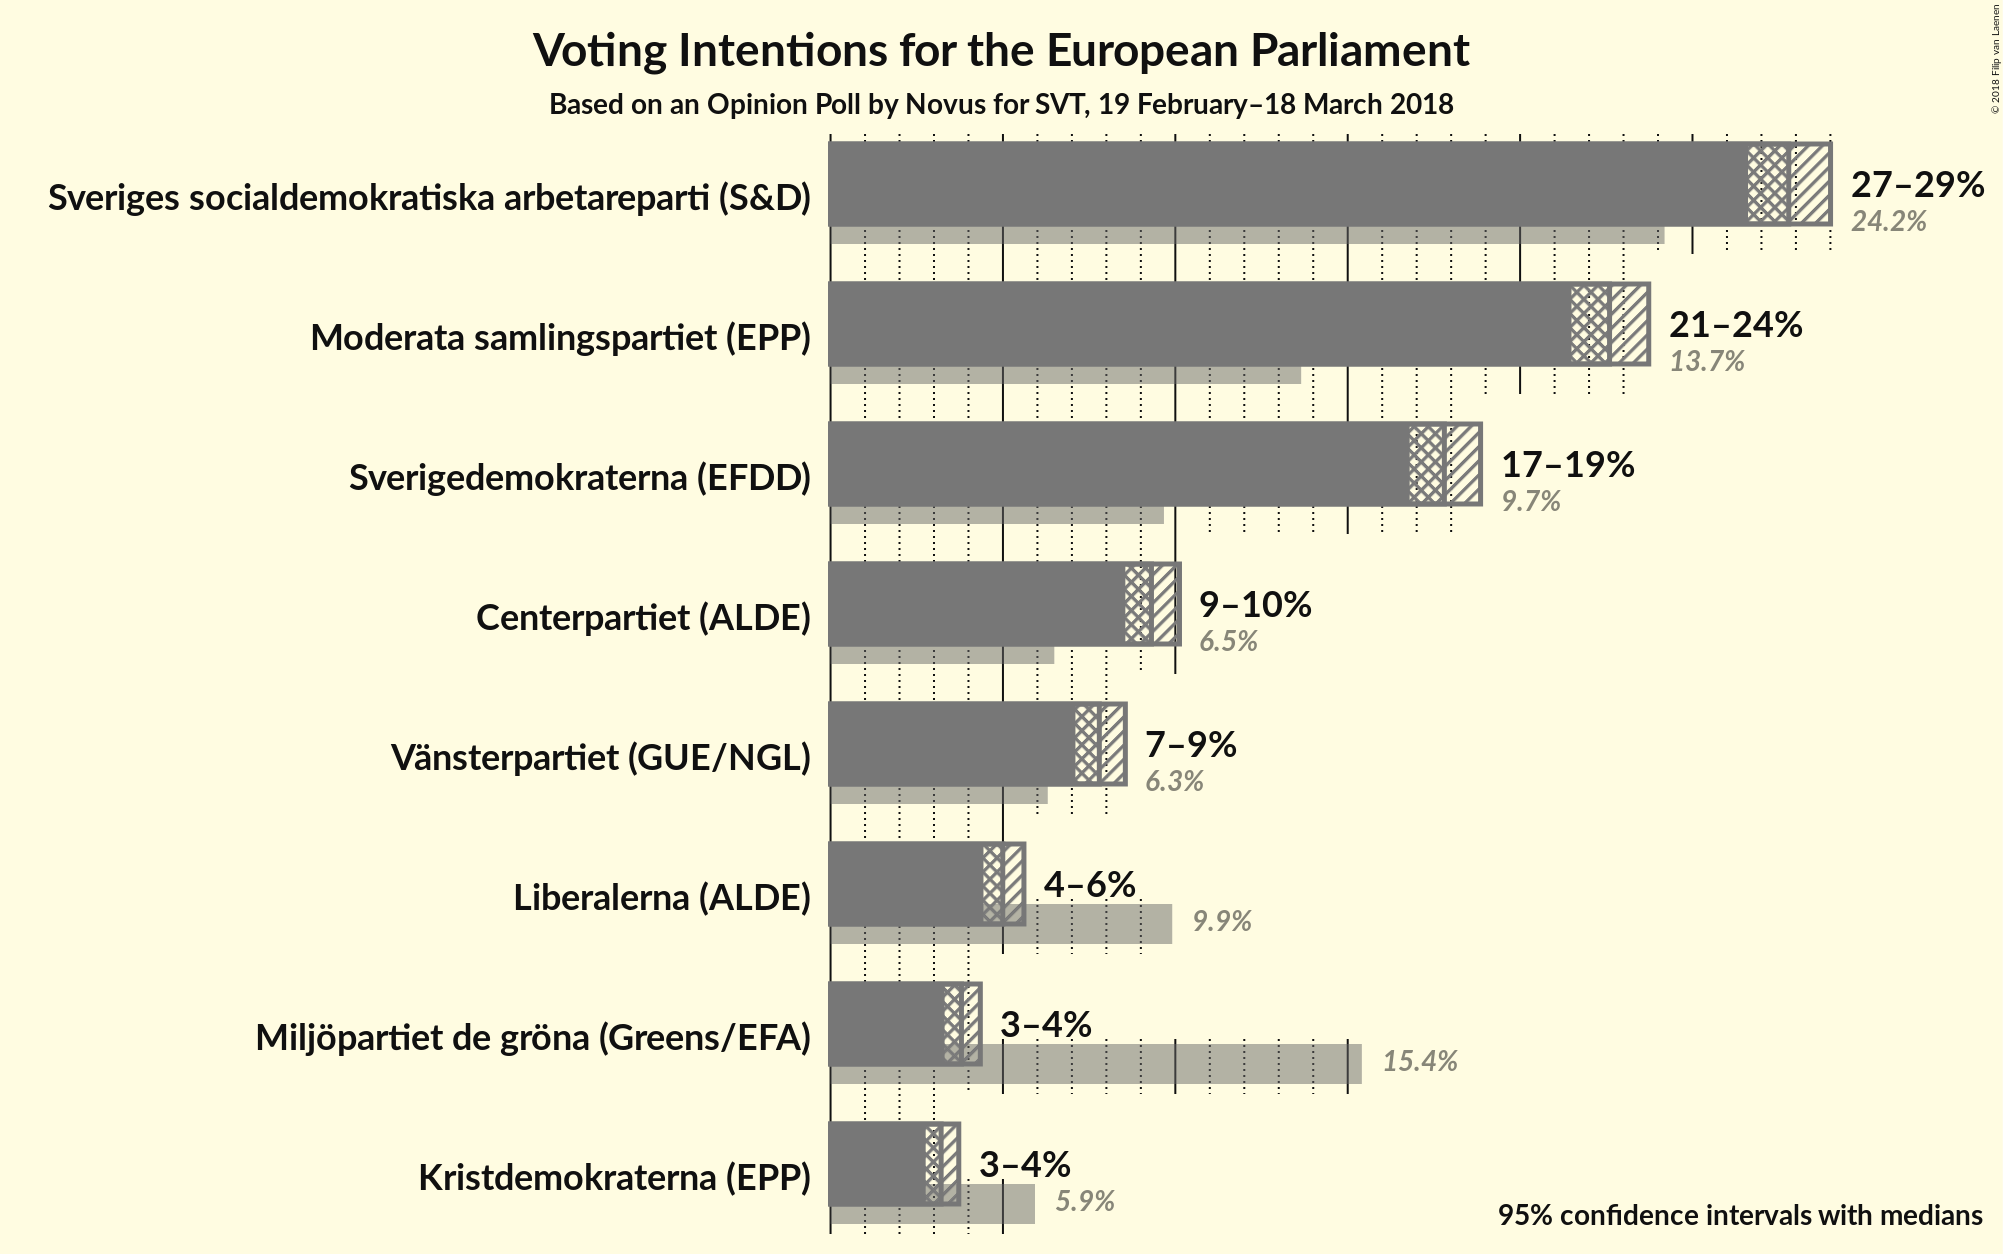 Voting Intentions for the European Parliament
Based on an Opinion Poll by Novus for SVT, 19 February–18 March 2018
© 2018 Filip van Laenen
Sveriges socialdemokratiska arbetareparti (S&D)
27–29%
24.2%
Moderata samlingspartiet (EPP)
21–24%
13.7%
Sverigedemokraterna (EFDD)
17–19%
9.7%
Centerpartiet (ALDE)
9–10%
6.5%
Vänsterpartiet (GUE/NGL)
7–9%
6.3%
Liberalerna (ALDE)
4–6%
9.9%
Miljöpartiet de gröna (Greens/EFA)
3–4%
15.4%
Kristdemokraterna (EPP)
3–4%
5.9%
95% confidence intervals with medians